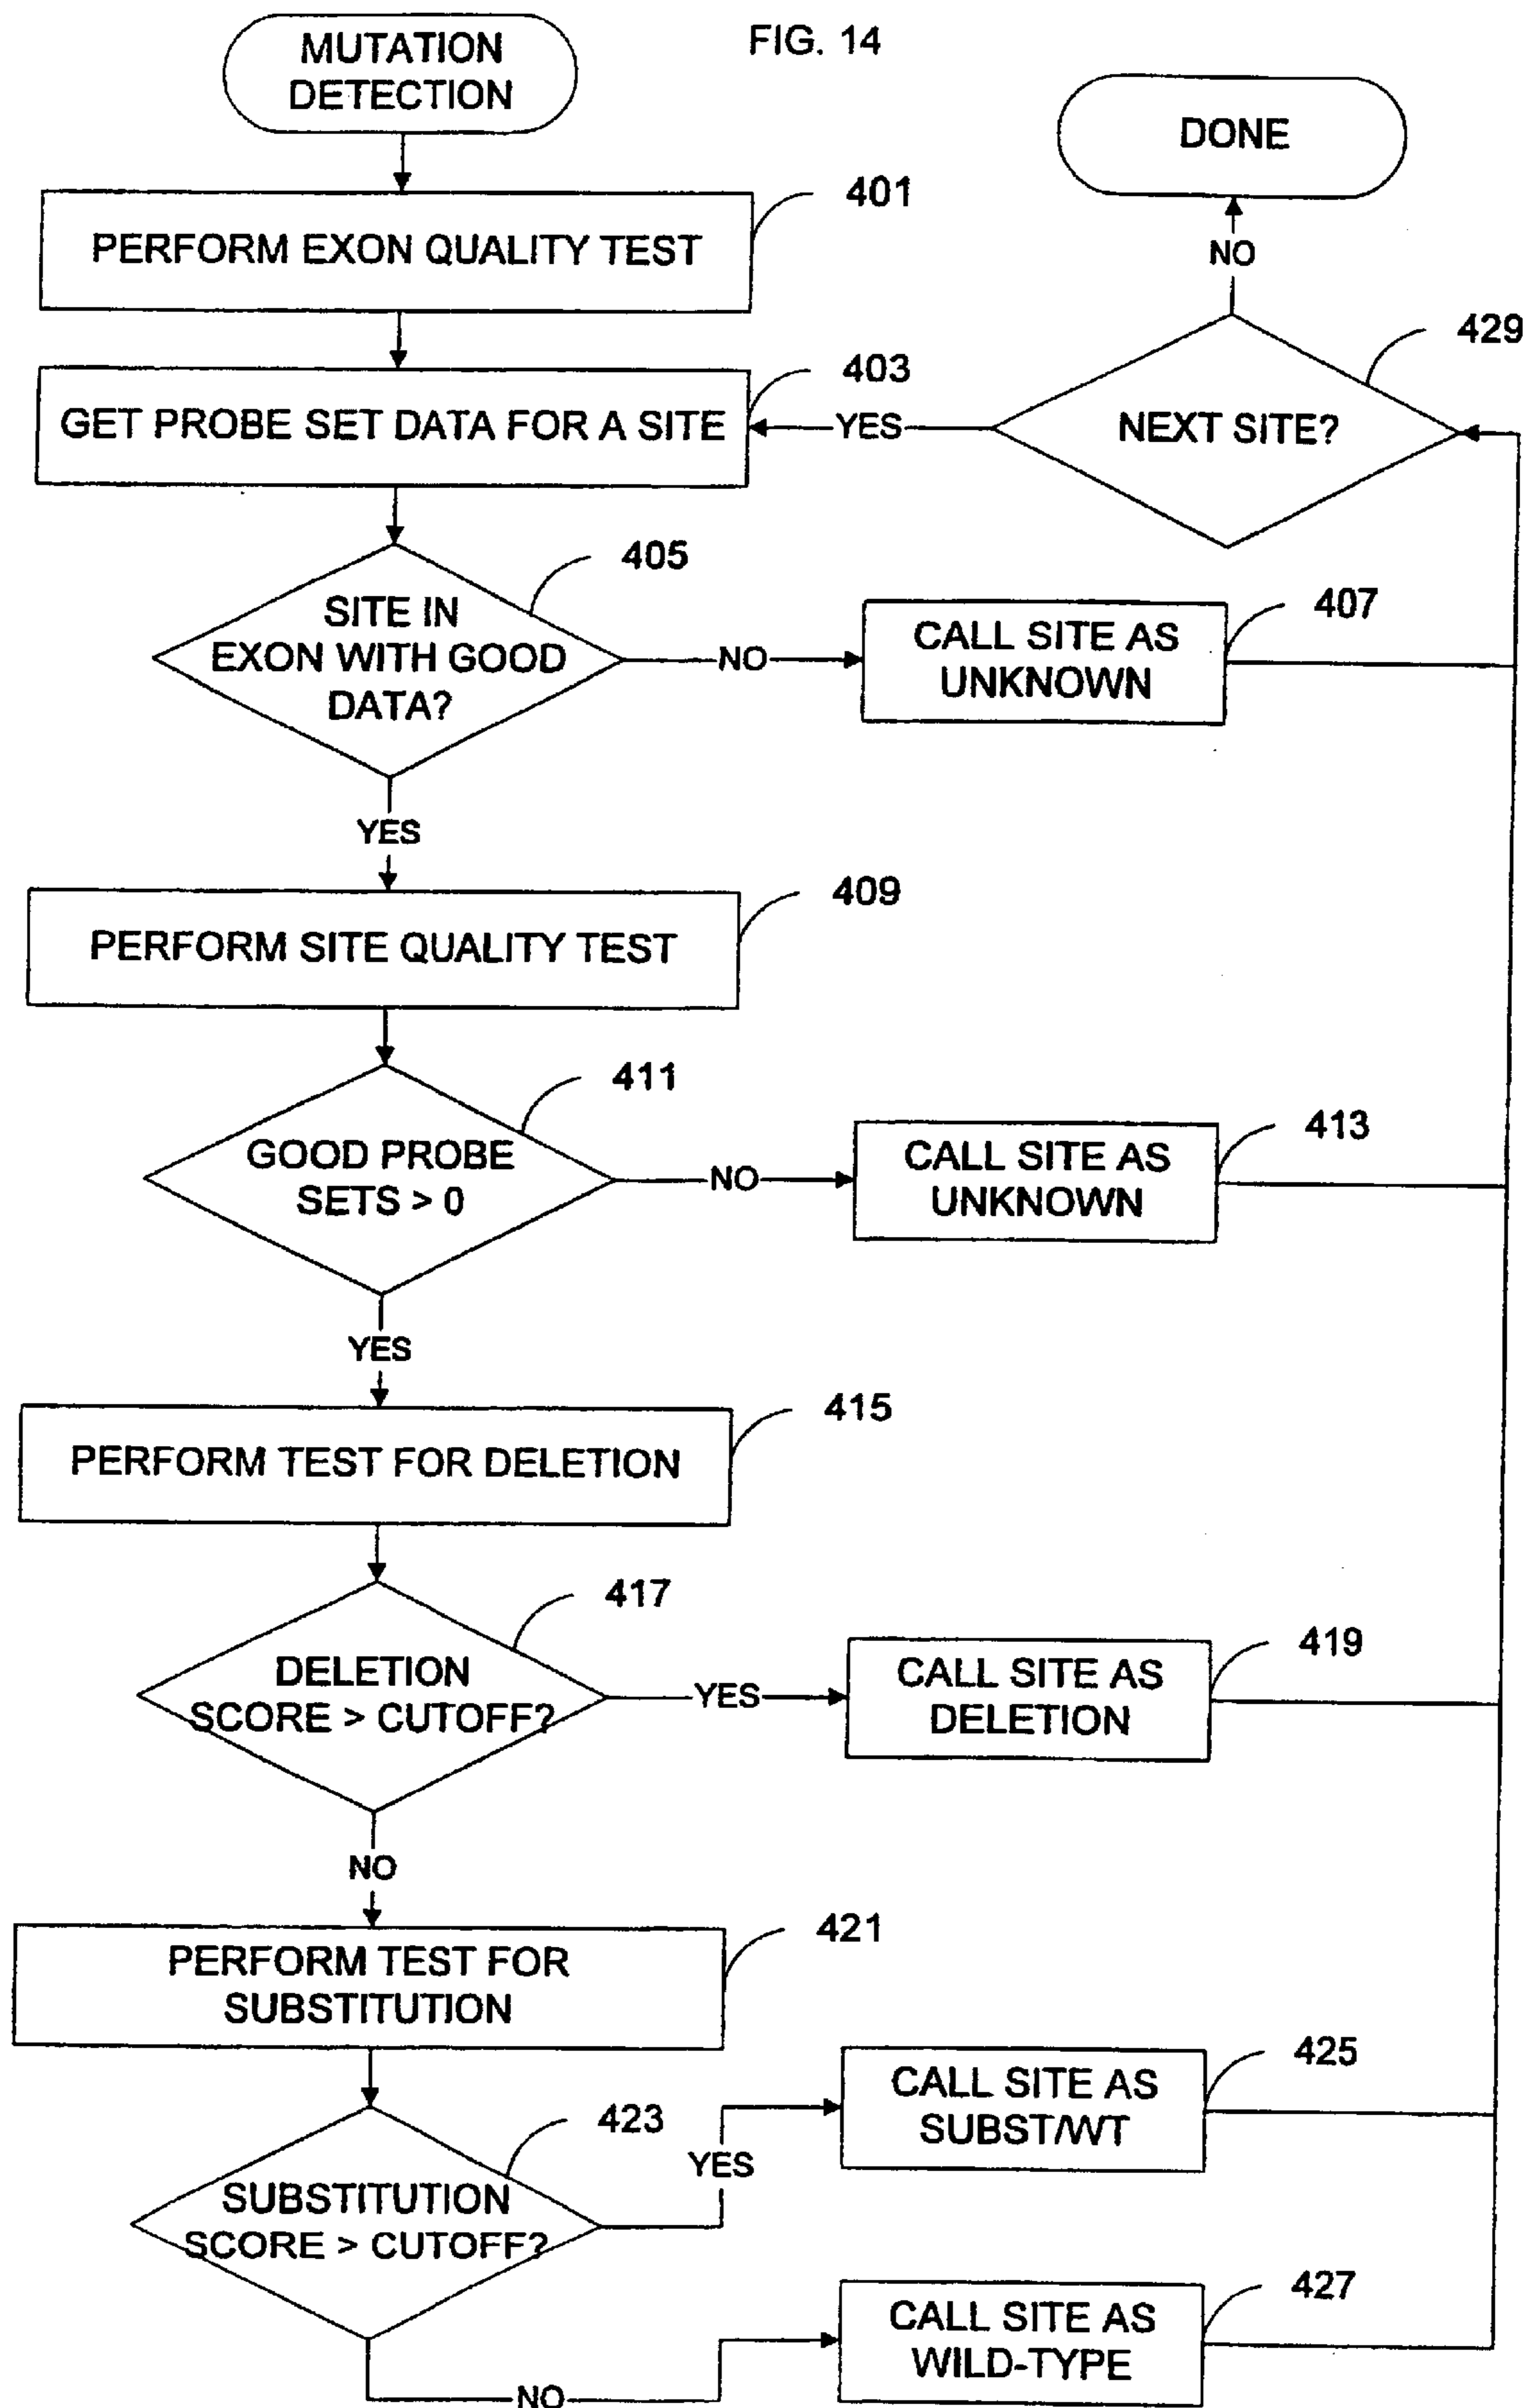 FIG. 14
MUTATION
DETECTION
DONE
401
PERFORM EXON QUALITY TEST
NO
429
403
GET PROBE SET DATA FOR A SITE
YES
NEXT SITE?
405
SITE IN
EXON WITH GOOD
DATA?
NO
407
CALL SITE AS
UNKNOWN
YES
409
PERFORM SITE QUALITY TEST
411
GOOD PROBE
SETS > 0
NO
413
CALL SITE AS
UNKNOWN
YES
415
PERFORM TEST FOR DELETION
417
DELETION
SCORE > CUTOFF?
YES
419
CALL SITE AS
DELETION
NO
421
PERFORM TEST FOR
SUBSTITUTION
423
SUBSTITUTION
SCORE > CUTOFF?
YES
425
CALL SITE AS
SUBST/WT
427
CALL SITE AS
WILD-TYPE
NO